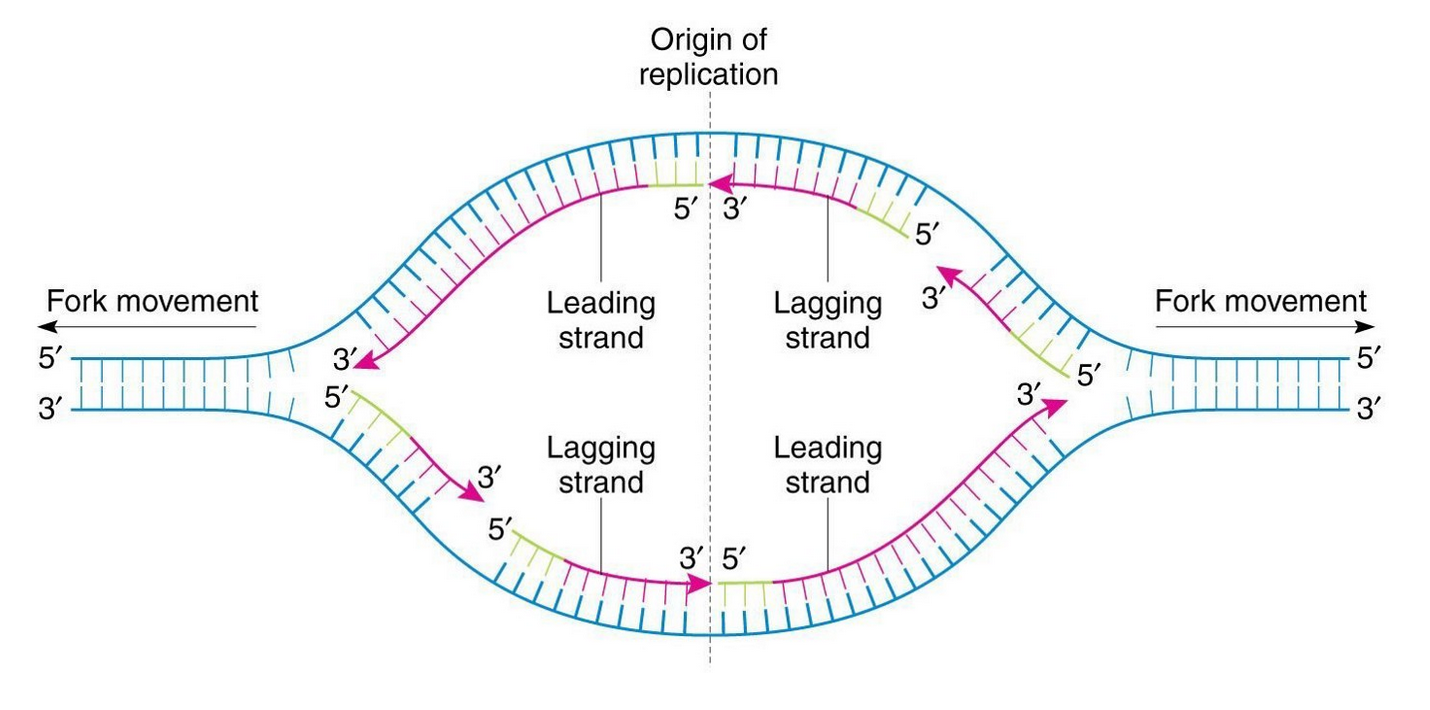 Origin of
replication
5′
3′
5′
3′
Fork movement
Leading
strand
Lagging
strand
Fork movement
3′
5′
3′
5′
5′
3′
5′
3′
3′
Lagging
strand
Leading
strand
3′
5′
3′
5′